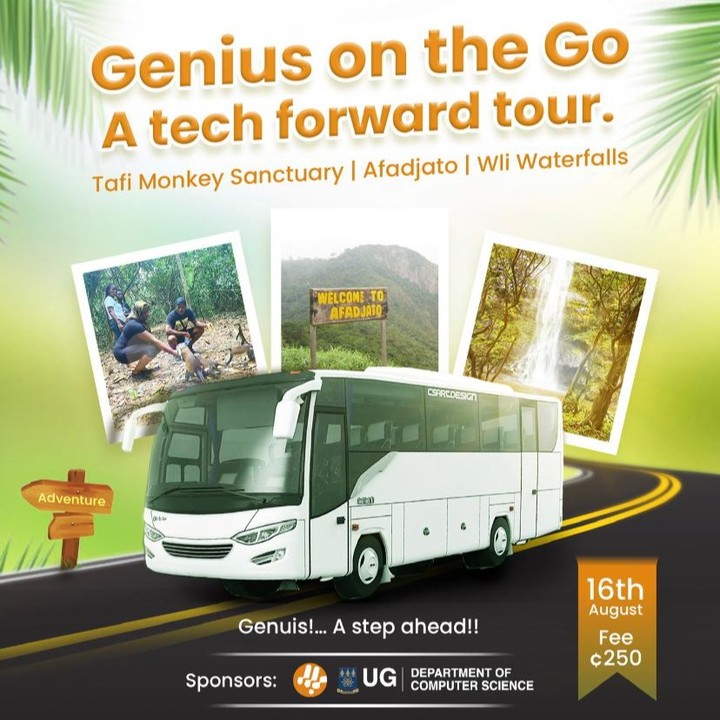 Genius on the Go
A tech forward tour.
Tafi Monkey Sanctuary | Afadjato | Wli Waterfalls
WELCOME TO
AFADJATO
CSARCDESIGN
Adventure
16th
August
Fee
¢250
Genuis!... A step ahead!!
Sponsors:
UG
DEPARTMENT OF
COMPUTER SCIENCE